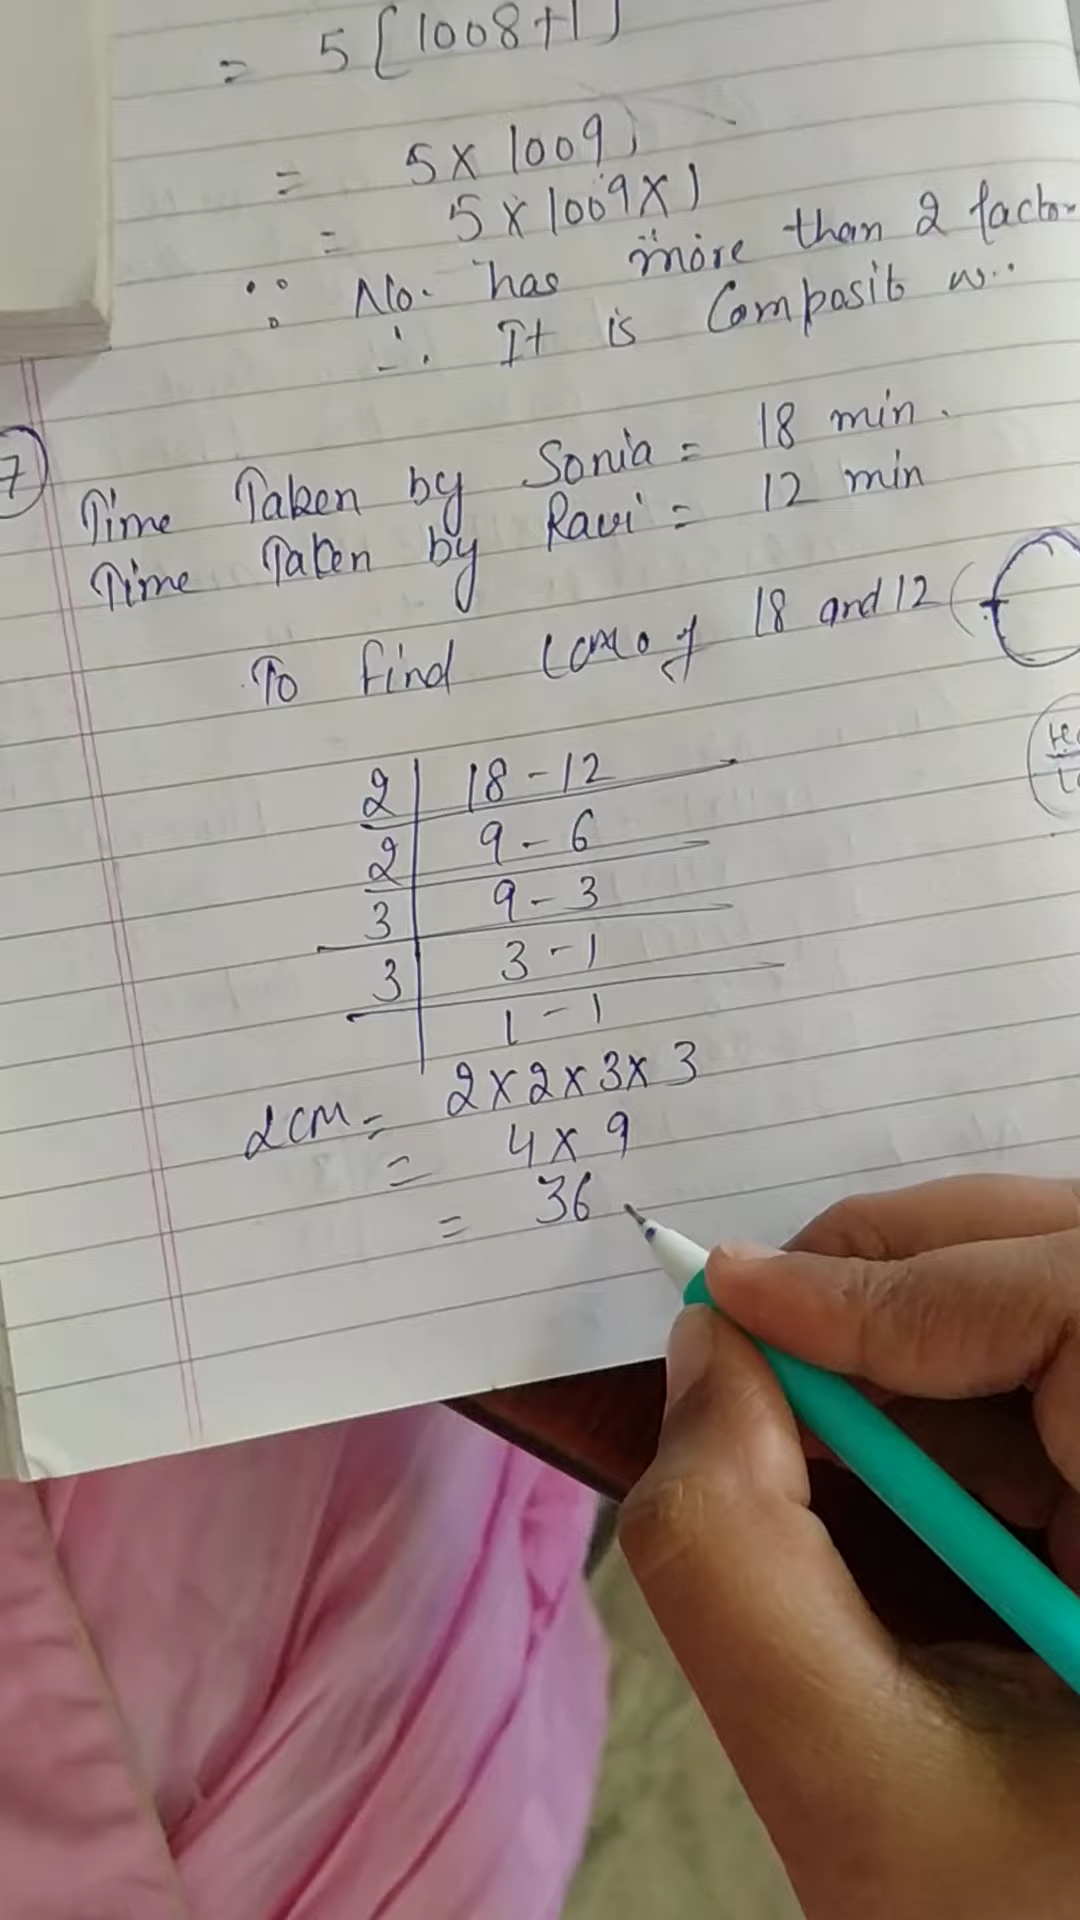 = 5[1008+1]
= 5 x 1009
= 5 x 1009 x 1
∵ No. has more than 2 factor
∴ It is Composit
7 Time Taken by Sonia = 18 min.
Time Taken by Ravi = 12 min
To find LCM of 18 and 12
2 | 18 - 12
2 | 9 - 6
3 | 9 - 3
3 | 3 - 1
1 - 1
LCM = 2 x 2 x 3 x 3
= 4 x 9
= 36